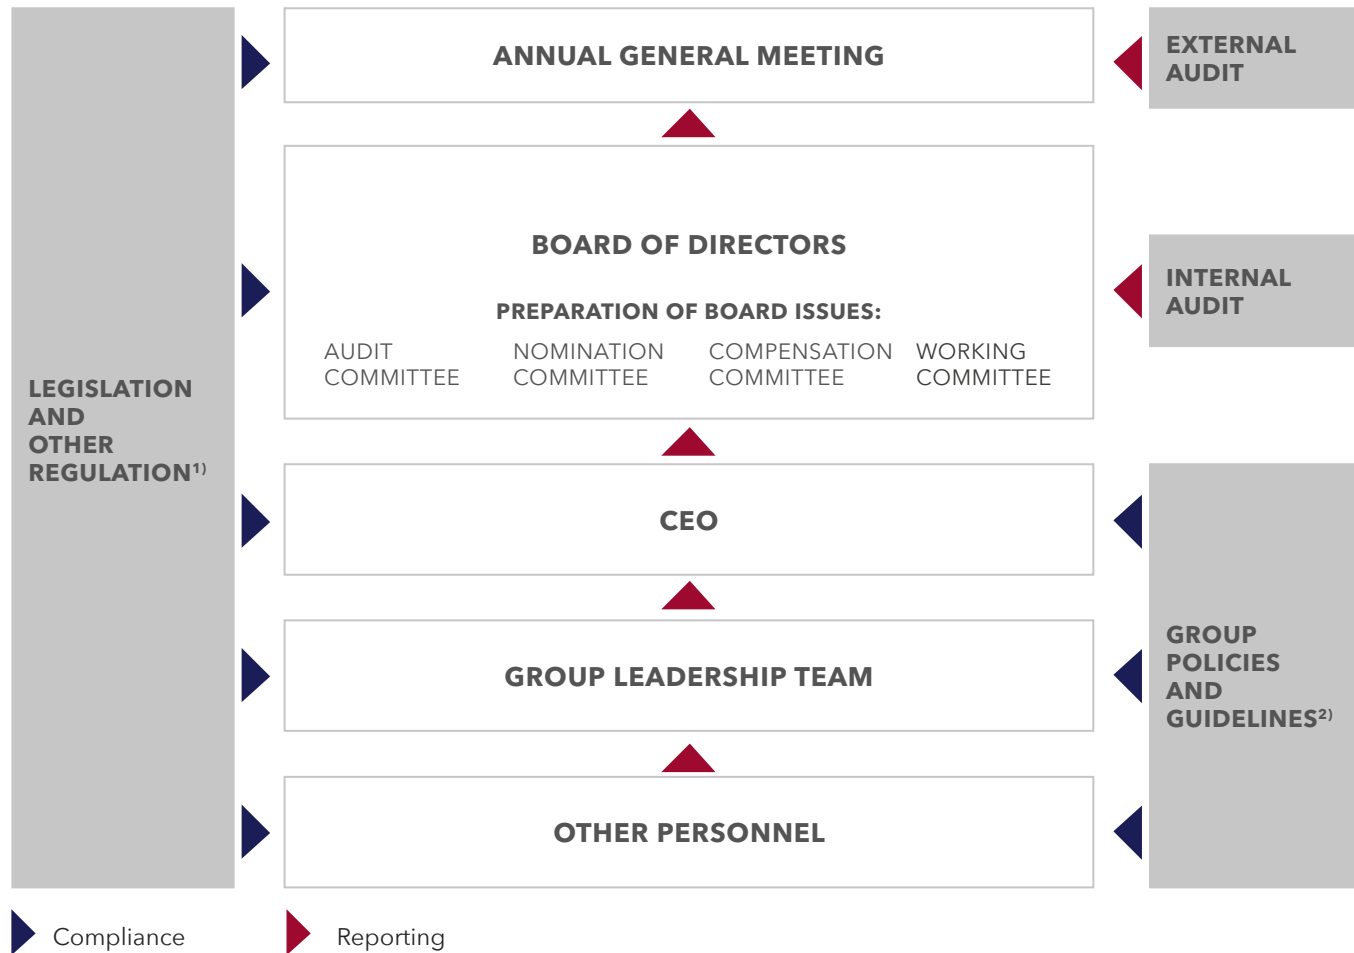 ANNUAL GENERAL MEETING
EXTERNAL
AUDIT
BOARD OF DIRECTORS
PREPARATION OF BOARD ISSUES:
AUDIT
COMMITTEE
NOMINATION
COMMITTEE
COMPENSATION
COMMITTEE
WORKING
COMMITTEE
INTERNAL
AUDIT
LEGISLATION
AND
OTHER
REGULATION¹⁾
CEO
GROUP LEADERSHIP TEAM
GROUP
POLICIES
AND
GUIDELINES²⁾
OTHER PERSONNEL
Compliance
Reporting